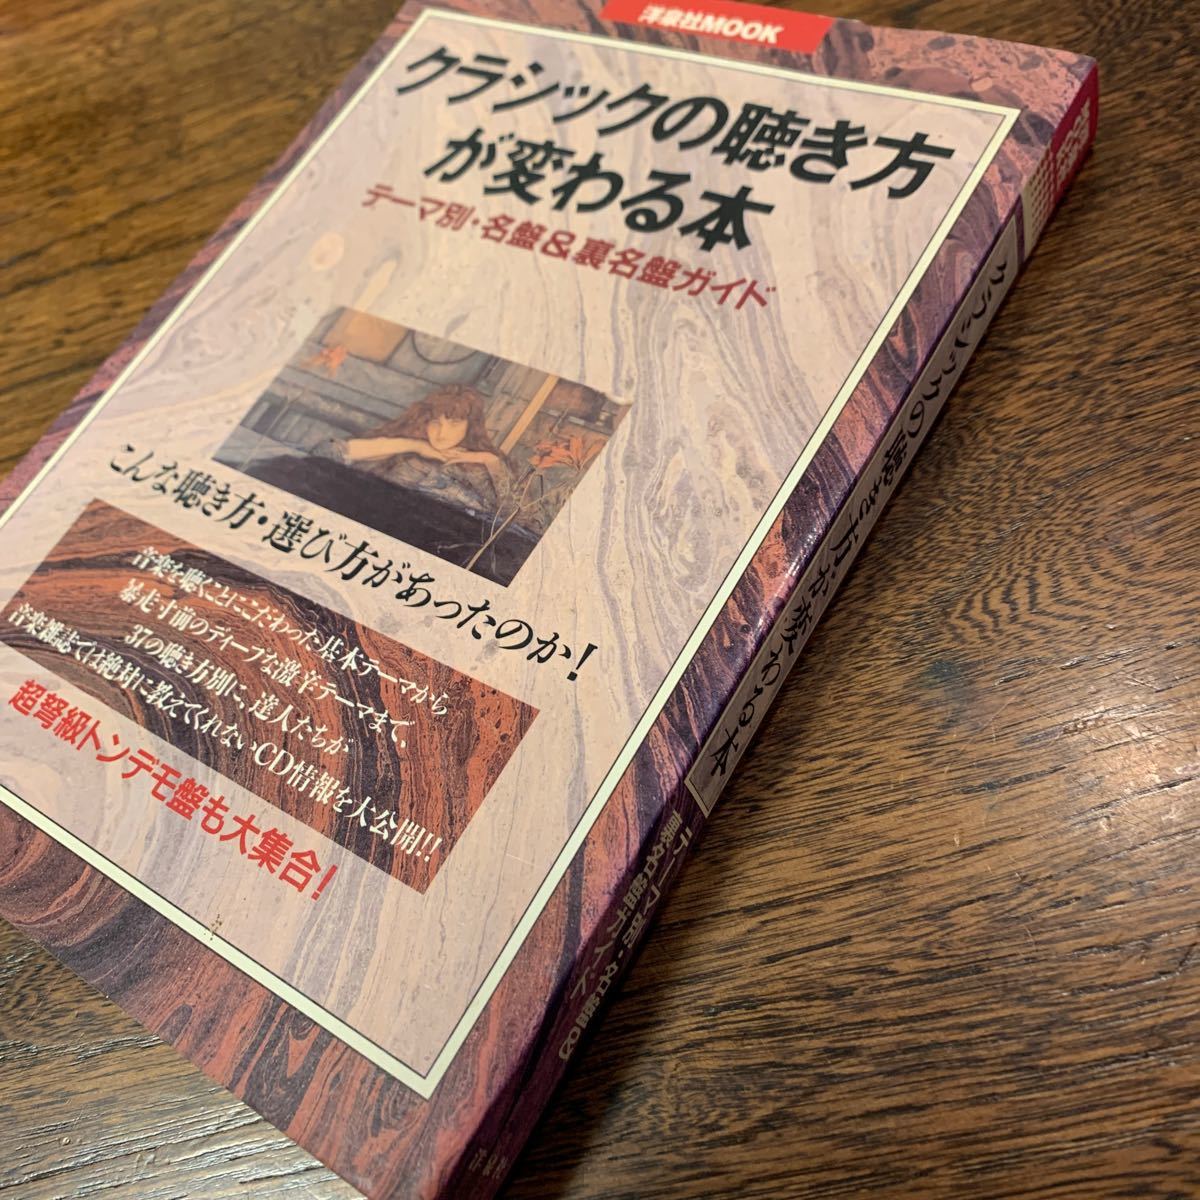 洋泉社MOOK
クラシックの聴き方
が変わる本
テーマ別・名盤&裏名盤ガイド
こんな聴き方・選び方があったのか!
音楽を聴くことにこだわった基本テーマから
暴走寸前のディープな激辛テーマまで、
37の聴き方別に、達人たちが
音楽雑誌では絶対に教えてくれないCD情報を大公開!!
超弩級トンデモ盤も大集合!
クラシックの聴き方が変わる本
テーマ別・名盤&
裏名盤ガイド